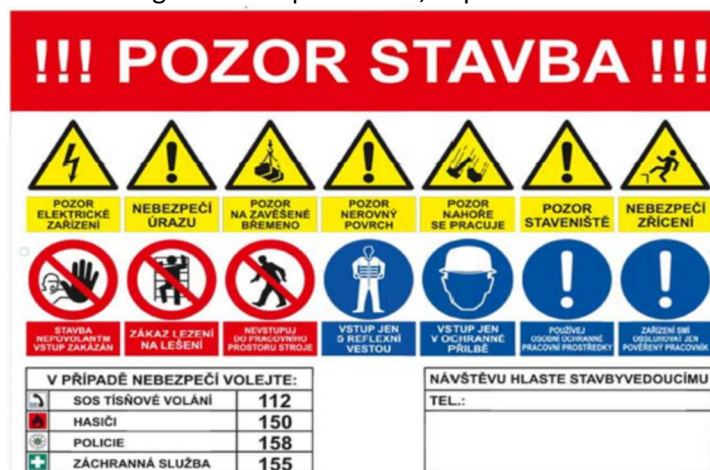 !!! POZOR STAVBA !!!
POZOR
ELEKTRICKÉ
ZAŘÍZENÍ
NEBEZPEČÍ
ÚRAZU
POZOR
NA ZAVĚŠENÉ
BŘEMENO
POZOR
NEROVNÝ
POVRCH
POZOR
NAHOŘE
SE PRACUJE
POZOR
STAVENIŠTĚ
NEBEZPEČÍ
ZŘÍCENÍ
STAVBA
NEPOVOLANÝM
VSTUP ZAKÁZÁN
ZÁKAZ LEZENÍ
NA LEŠENÍ
NEVSTUPUJ
DO PRACOVNÍHO
PROSTORU STROJE
VSTUP JEN
S REFLEXNÍ
VESTOU
VSTUP JEN
V OCHRANNÉ
PŘILBĚ
POUŽÍVEJ
OSOBNÍ OCHRANNÉ
PRACOVNÍ PROSTŘEDKY
ZAŘÍZENÍ SMÍ
OBSLUHOVAT JEN
POVĚŘENÝ PRACOVNÍK
V PŘÍPADĚ NEBEZPEČÍ VOLEJTE:
SOS TÍSŇOVÉ VOLÁNÍ 112
HASIČI 150
POLICIE 158
ZÁCHRANNÁ SLUŽBA 155
NÁVŠTĚVU HLASTE STAVBYVEDOUCÍMU
TEL.: